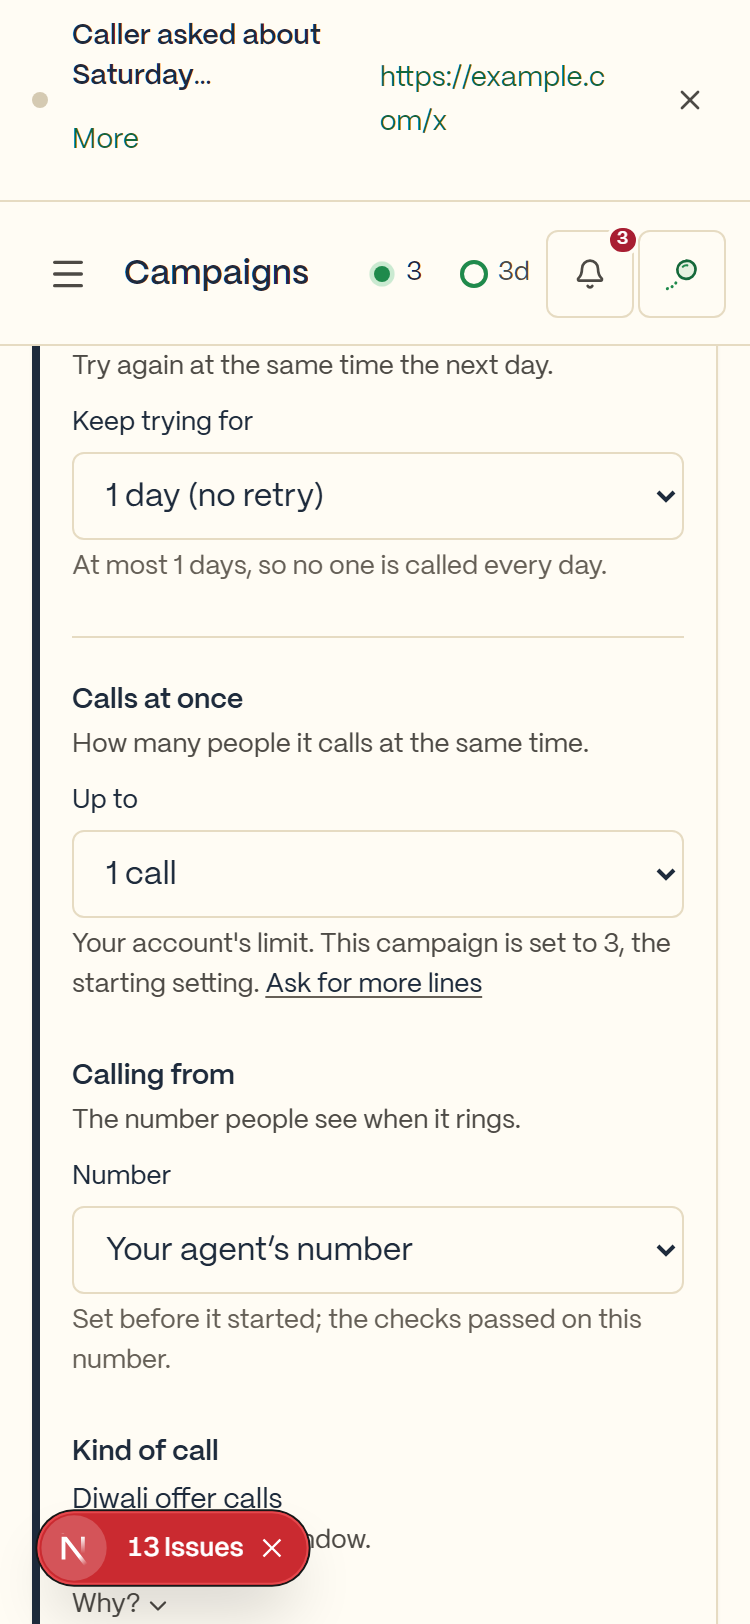 Caller asked about
Saturday...
More
https://example.c
om/x
Campaigns
3
3d
3
Try again at the same time the next day.
Keep trying for
1 day (no retry)
At most 1 days, so no one is called every day.
Calls at once
How many people it calls at the same time.
Up to
1 call
Your account's limit. This campaign is set to 3, the
starting setting. Ask for more lines
Calling from
The number people see when it rings.
Number
Your agent’s number
Set before it started; the checks passed on this
number.
Kind of call
Diwali offer calls
N
13 Issues
Why?